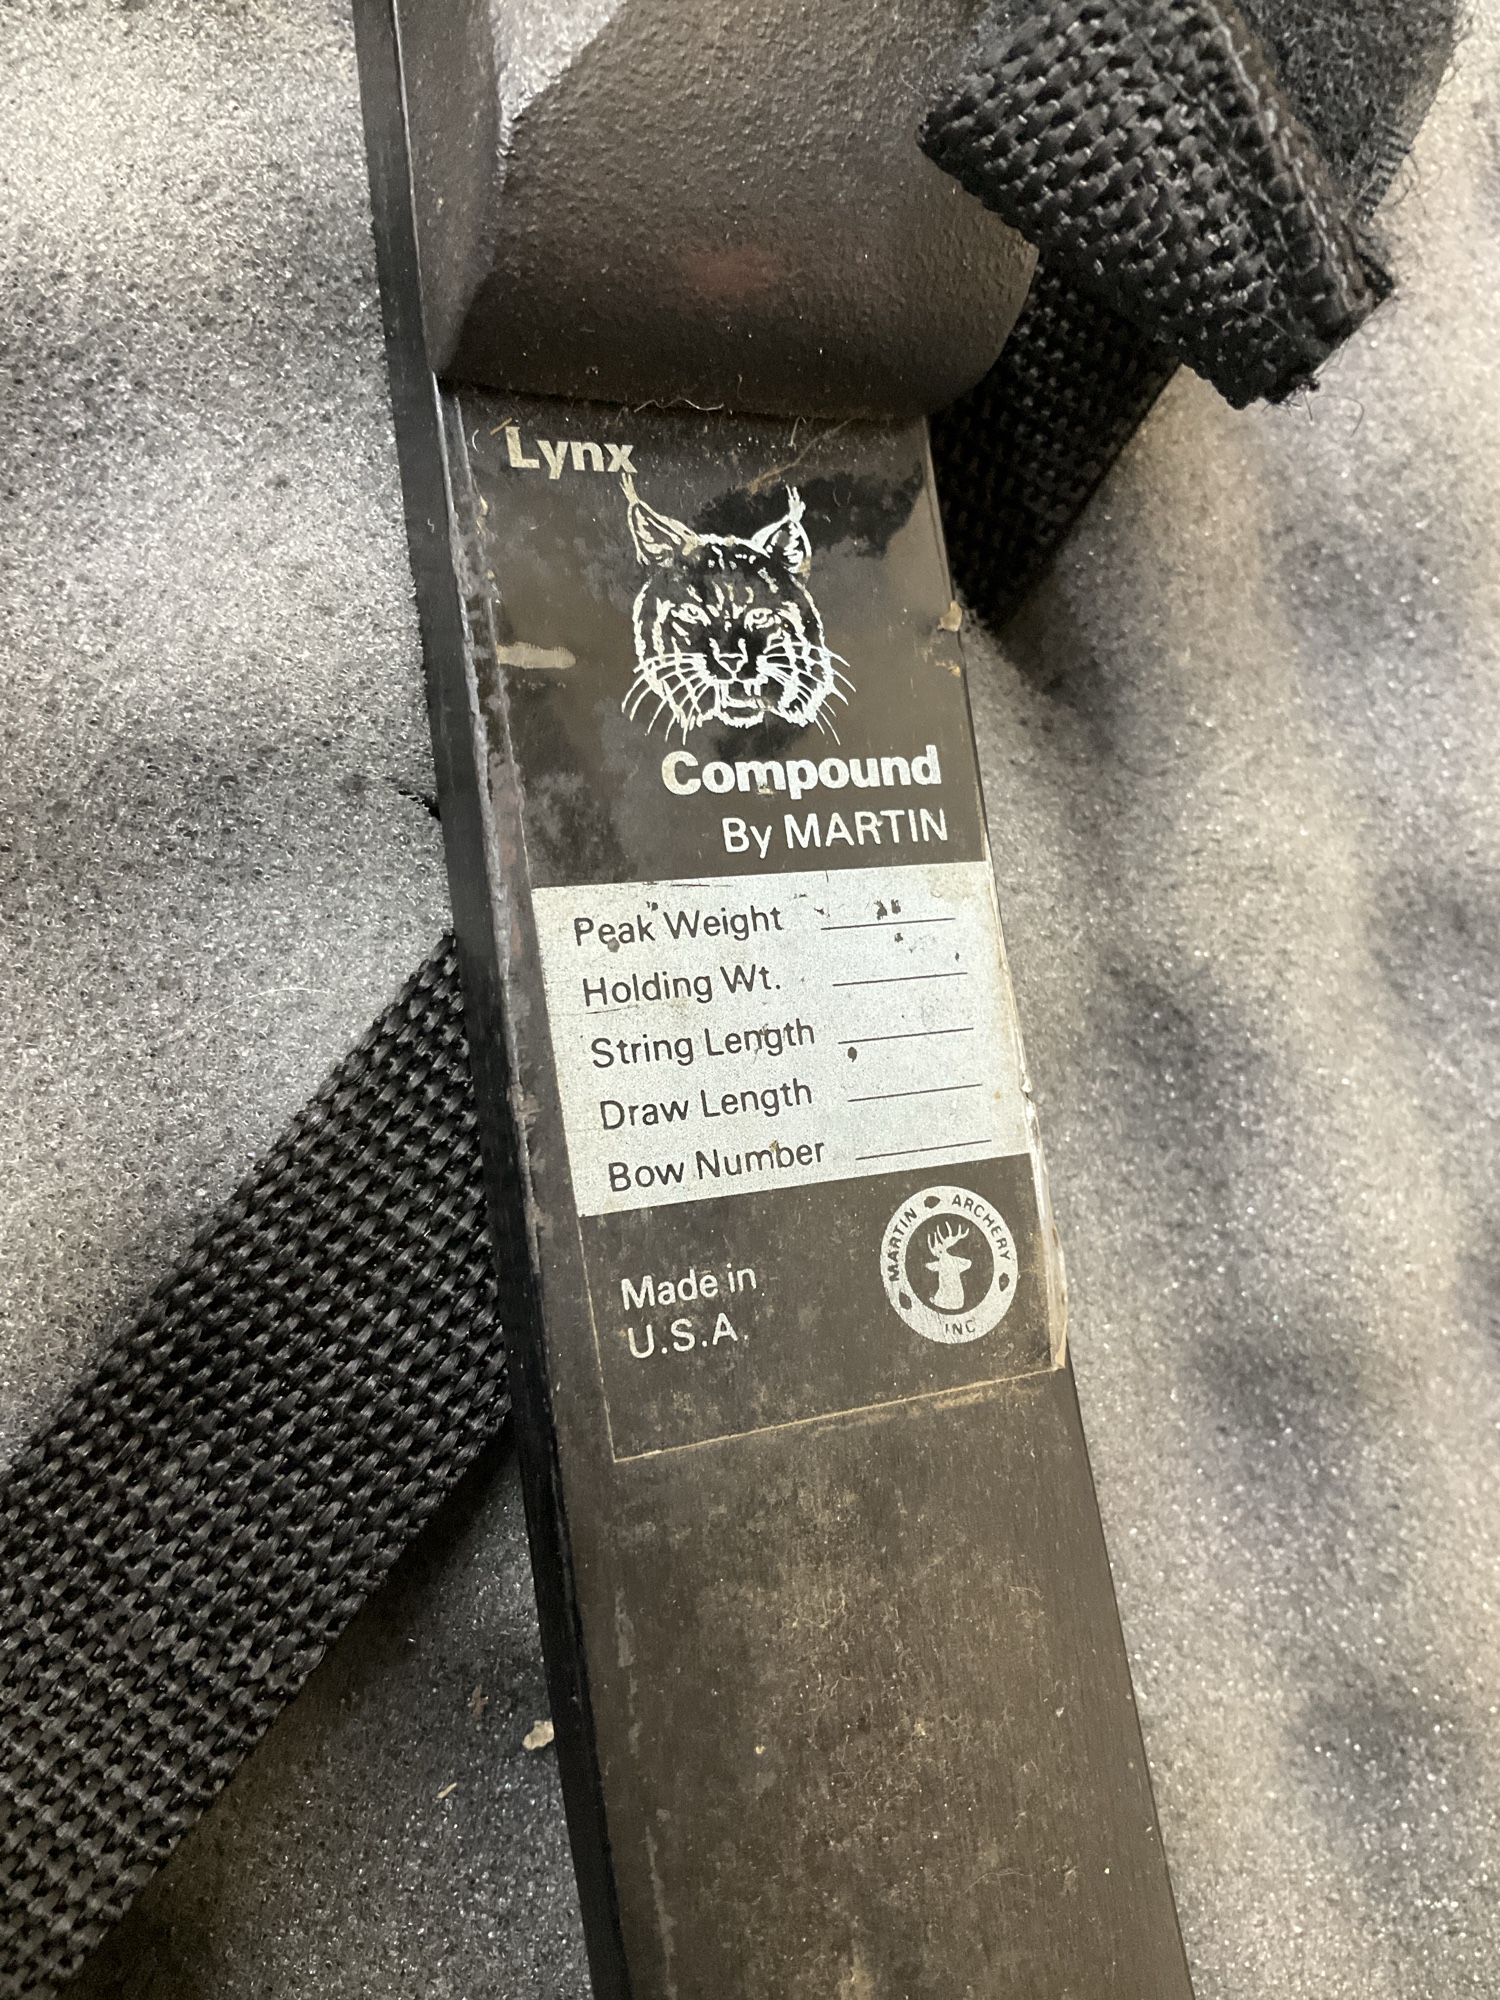 Lynx
Compound
By MARTIN
Peak Weight
Holding Wt.
String Length
Draw Length
Bow Number
Made in
U.S.A.
MARTIN ARCHERY
INC